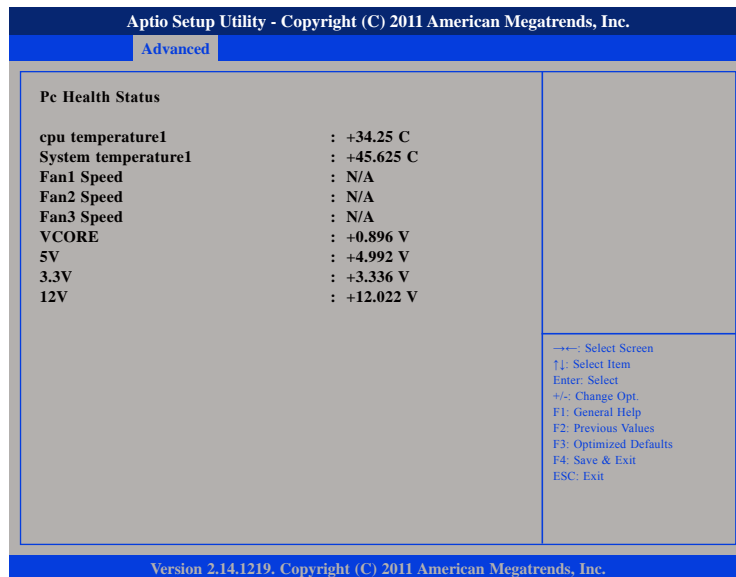 Aptio Setup Utility - Copyright (C) 2011 American Megatrends, Inc.
Advanced
Pc Health Status
cpu temperature1 : +34.25 C
System temperature1 : +45.625 C
Fan1 Speed : N/A
Fan2 Speed : N/A
Fan3 Speed : N/A
VCORE : +0.896 V
5V : +4.992 V
3.3V : +3.336 V
12V : +12.022 V
→←: Select Screen
↑↓: Select Item
Enter: Select
+/-: Change Opt.
F1: General Help
F2: Previous Values
F3: Optimized Defaults
F4: Save & Exit
ESC: Exit
Version 2.14.1219. Copyright (C) 2011 American Megatrends, Inc.